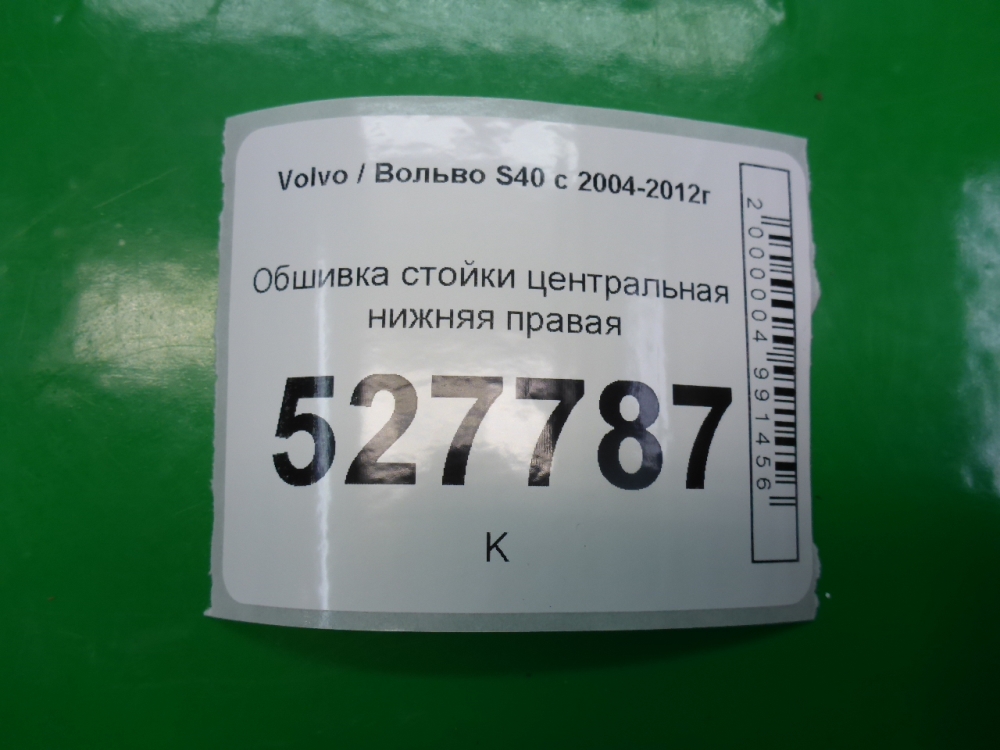 Volvo / Вольво S40 с 2004-2012г
Обшивка стойки центральная
нижняя правая
527787
К
2000004991456